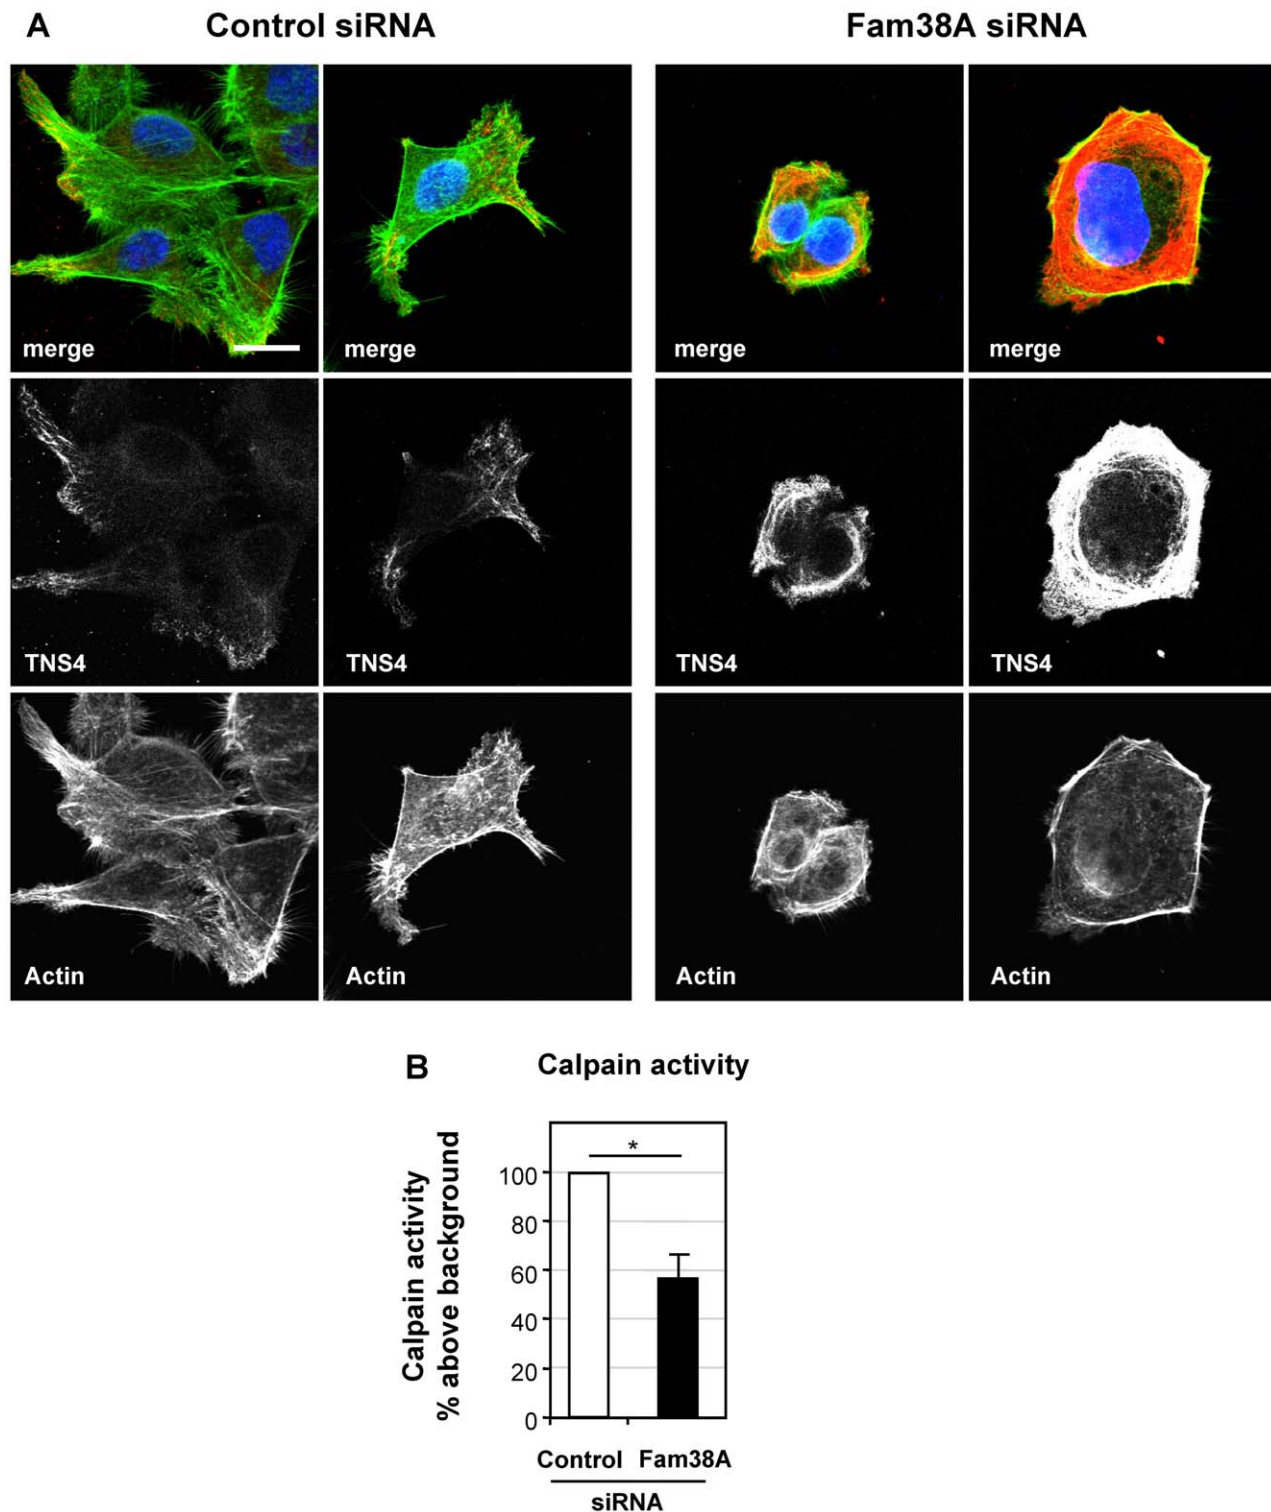 A Control siRNA Fam38A siRNA
merge merge merge merge
TNS4 TNS4 TNS4 TNS4
Actin Actin Actin Actin
B Calpain activity
Calpain activity
% above background
*
100
80
60
40
20
0
Control Fam38A
siRNA